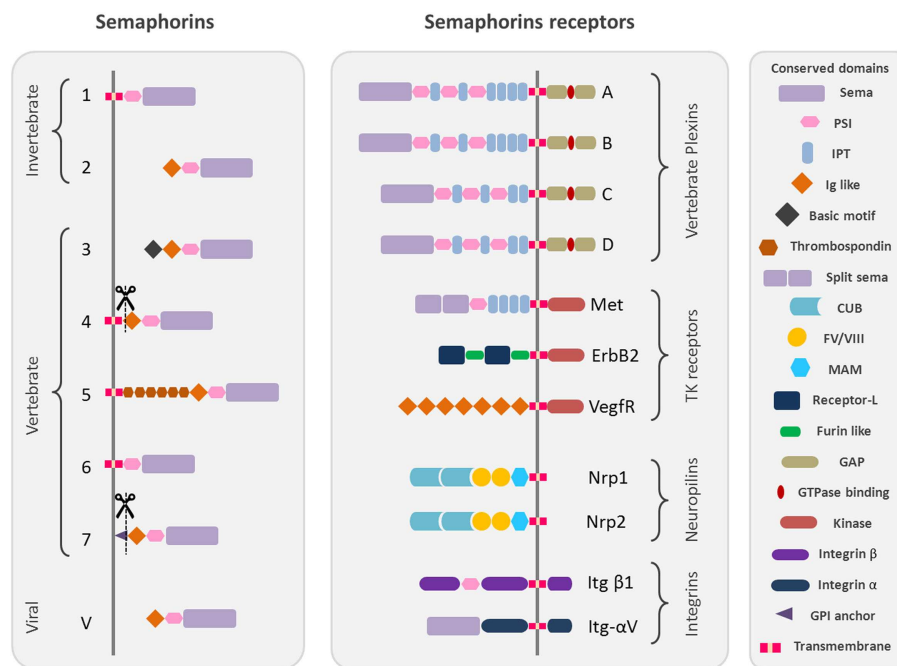 Semaphorins
Semaphorins receptors
Invertebrate
1
2
Vertebrate
3
4
5
6
7
Viral
V
A
B
C
D
Vertebrate Plexins
Met
ErbB2
VegfR
TK receptors
Nrp1
Nrp2
Neuropilins
Itg β1
Itg-αV
Integrins
Conserved domains
Sema
PSI
IPT
Ig like
Basic motif
Thrombospondin
Split sema
CUB
FV/VIII
MAM
Receptor-L
Furin like
GAP
GTPase binding
Kinase
Integrin β
Integrin α
GPI anchor
Transmembrane